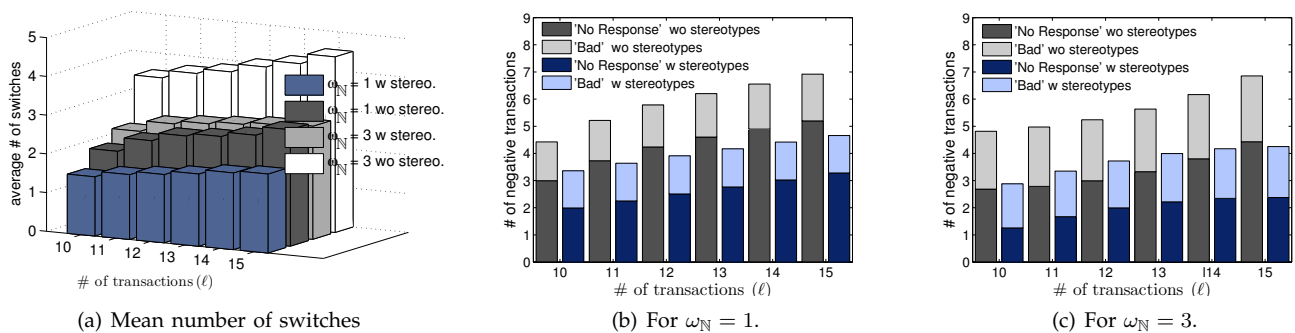 5
4
3
2
1
0
average # of switches
10
11
12
13
14
15
# of transactions (ℓ)
ω_ℕ = 1 w stereo.
ω_ℕ = 1 wo stereo.
ω_ℕ = 3 w stereo.
ω_ℕ = 3 wo stereo.
(a) Mean number of switches
9
8
7
6
5
4
3
2
1
0
# of negative transactions
'No Response' wo stereotypes
'Bad' wo stereotypes
'No Response' w stereotypes
'Bad' w stereotypes
10 11 12 13 14 15
# of transactions (ℓ)
(b) For ω_ℕ = 1.
9
8
7
6
5
4
3
2
1
0
# of negative transactions
'No Response' wo stereotypes
'Bad' wo stereotypes
'No Response' w stereotypes
'Bad' w stereotypes
10 11 12 13 l14 15
# of transactions (ℓ)
(c) For ω_ℕ = 3.